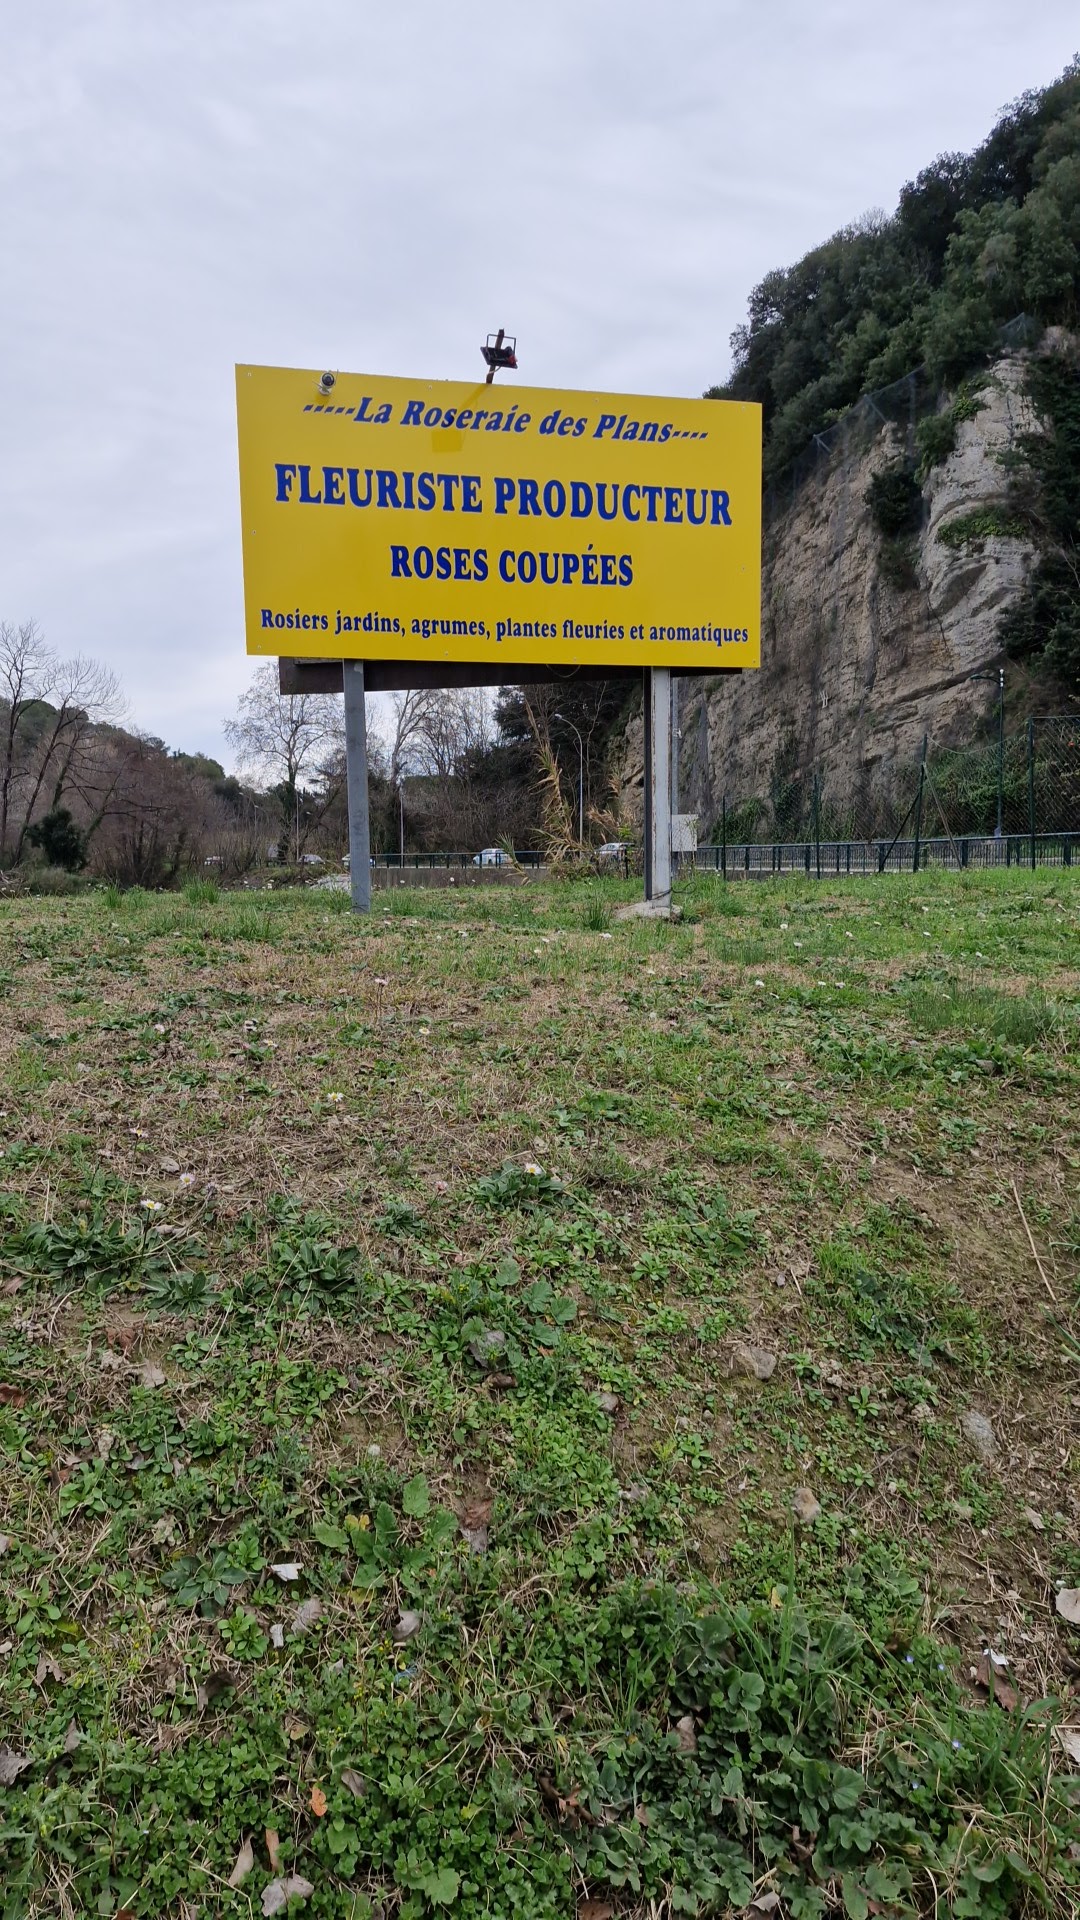 -----La Roseraie des Plans----
FLEURISTE PRODUCTEUR
ROSES COUPÉES
Rosiers jardins, agrumes, plantes fleuries et aromatiques